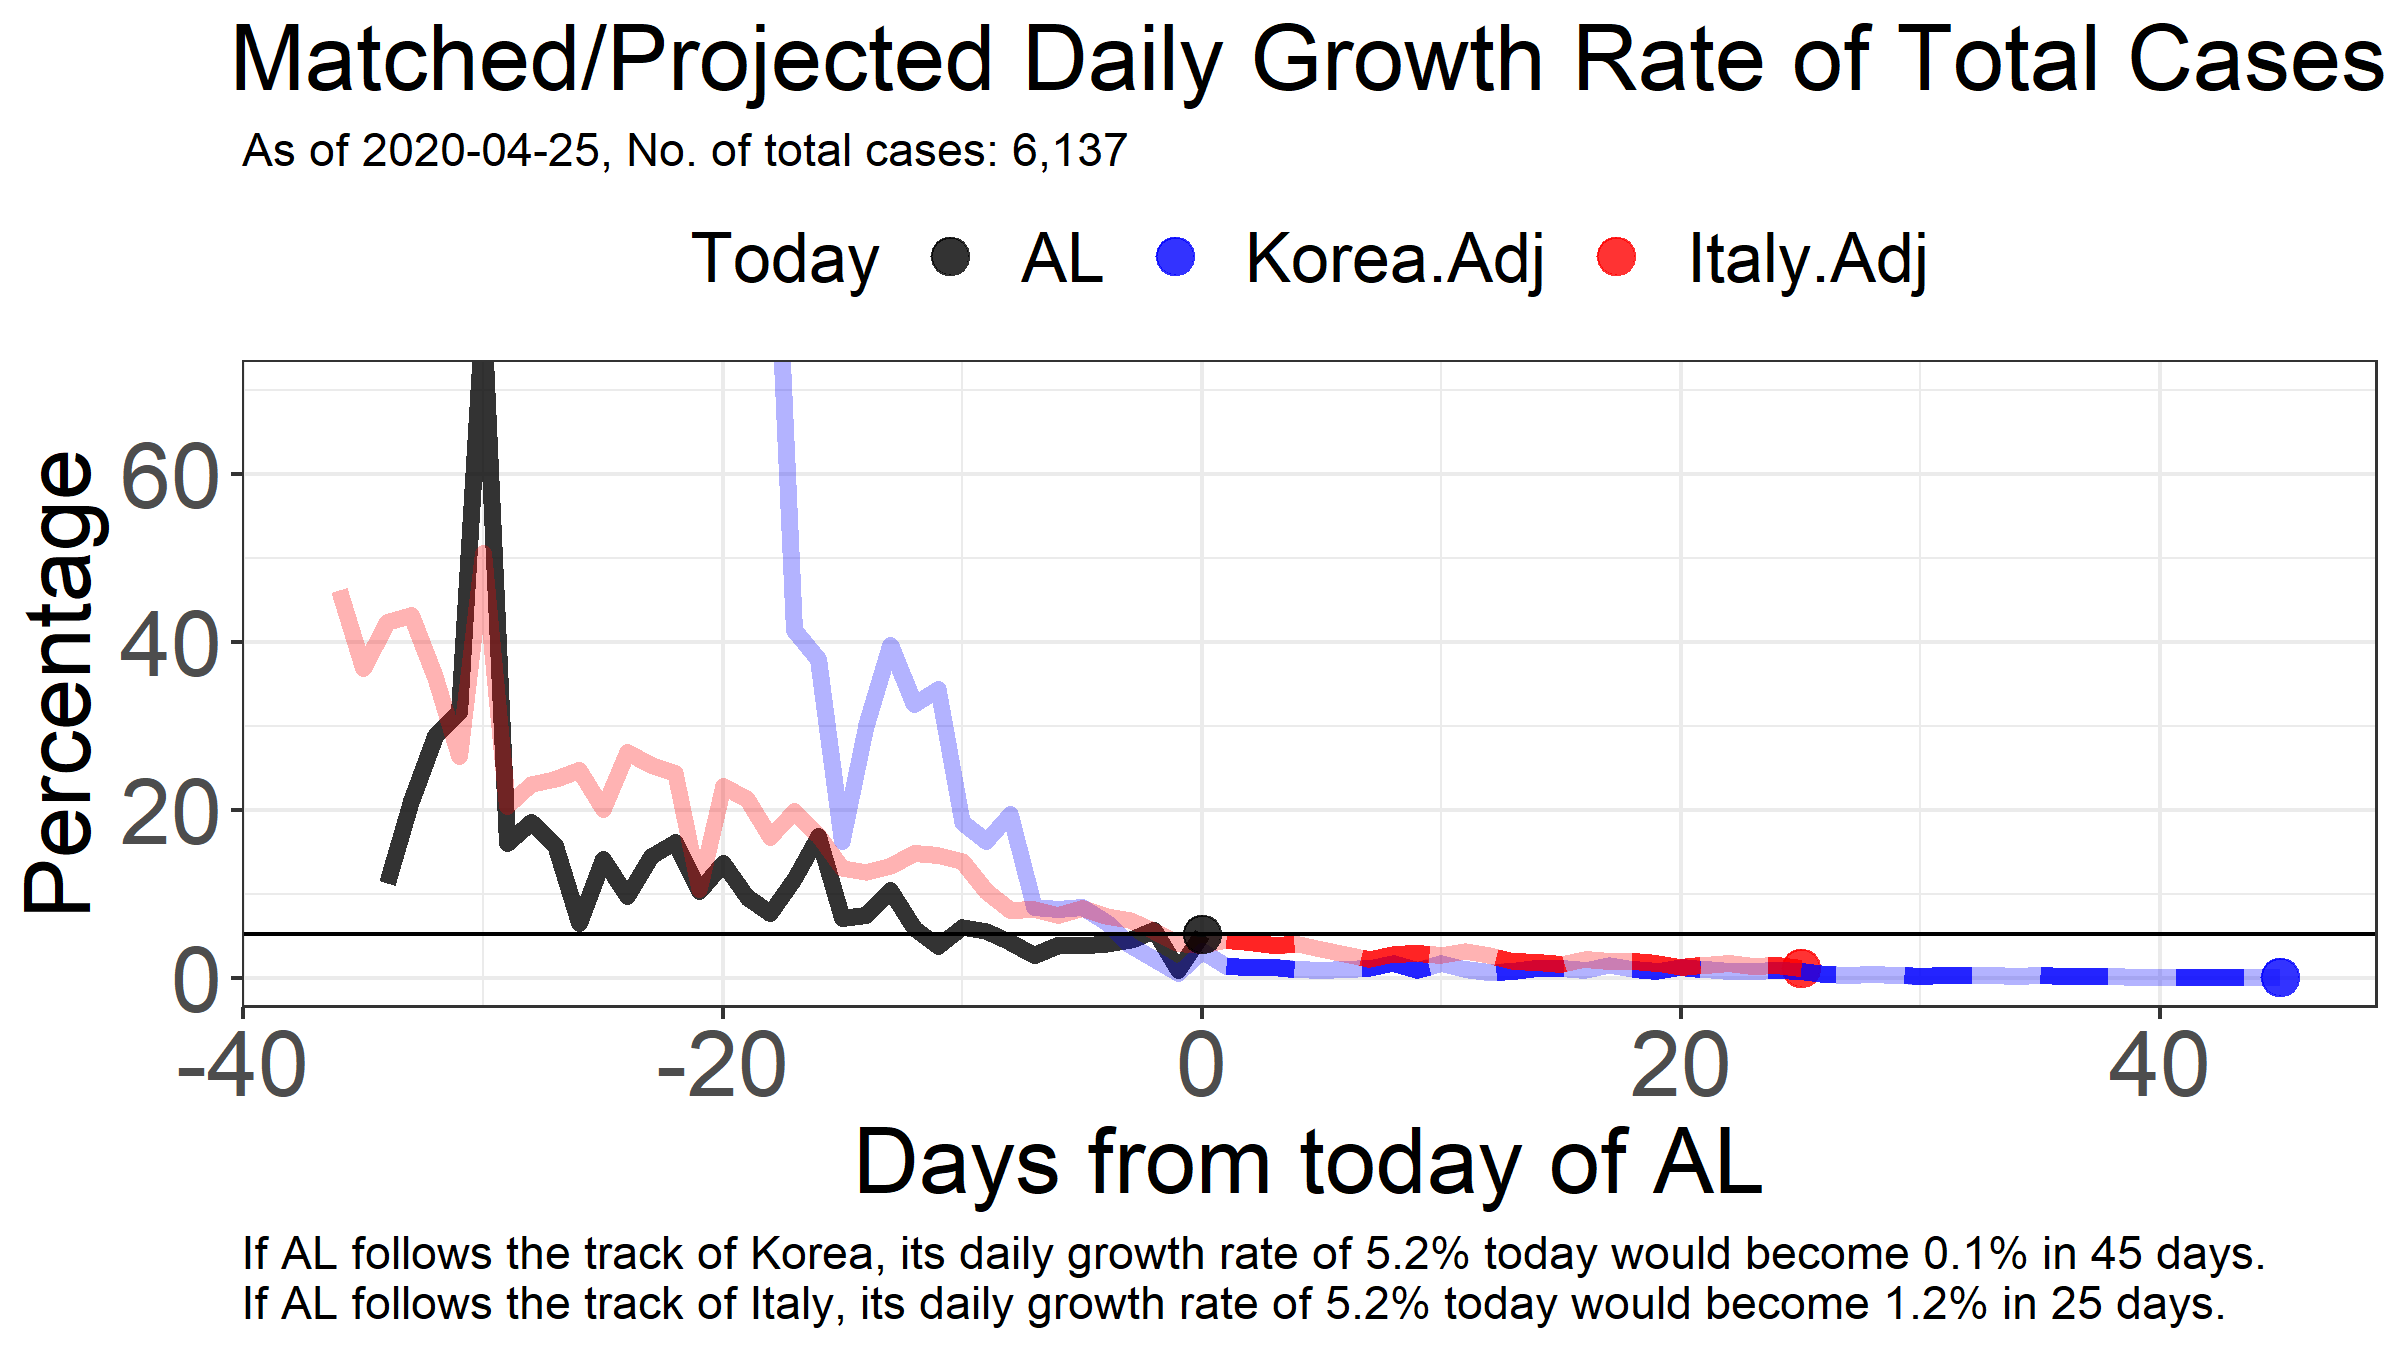 Matched/Projected Daily Growth Rate of Total Cases
As of 2020-04-25, No. of total cases: 6,137
Today AL Korea.Adj Italy.Adj
Percentage
60
40
20
0
-40 -20 0 20 40
Days from today of AL
If AL follows the track of Korea, its daily growth rate of 5.2% today would become 0.1% in 45 days.
If AL follows the track of Italy, its daily growth rate of 5.2% today would become 1.2% in 25 days.